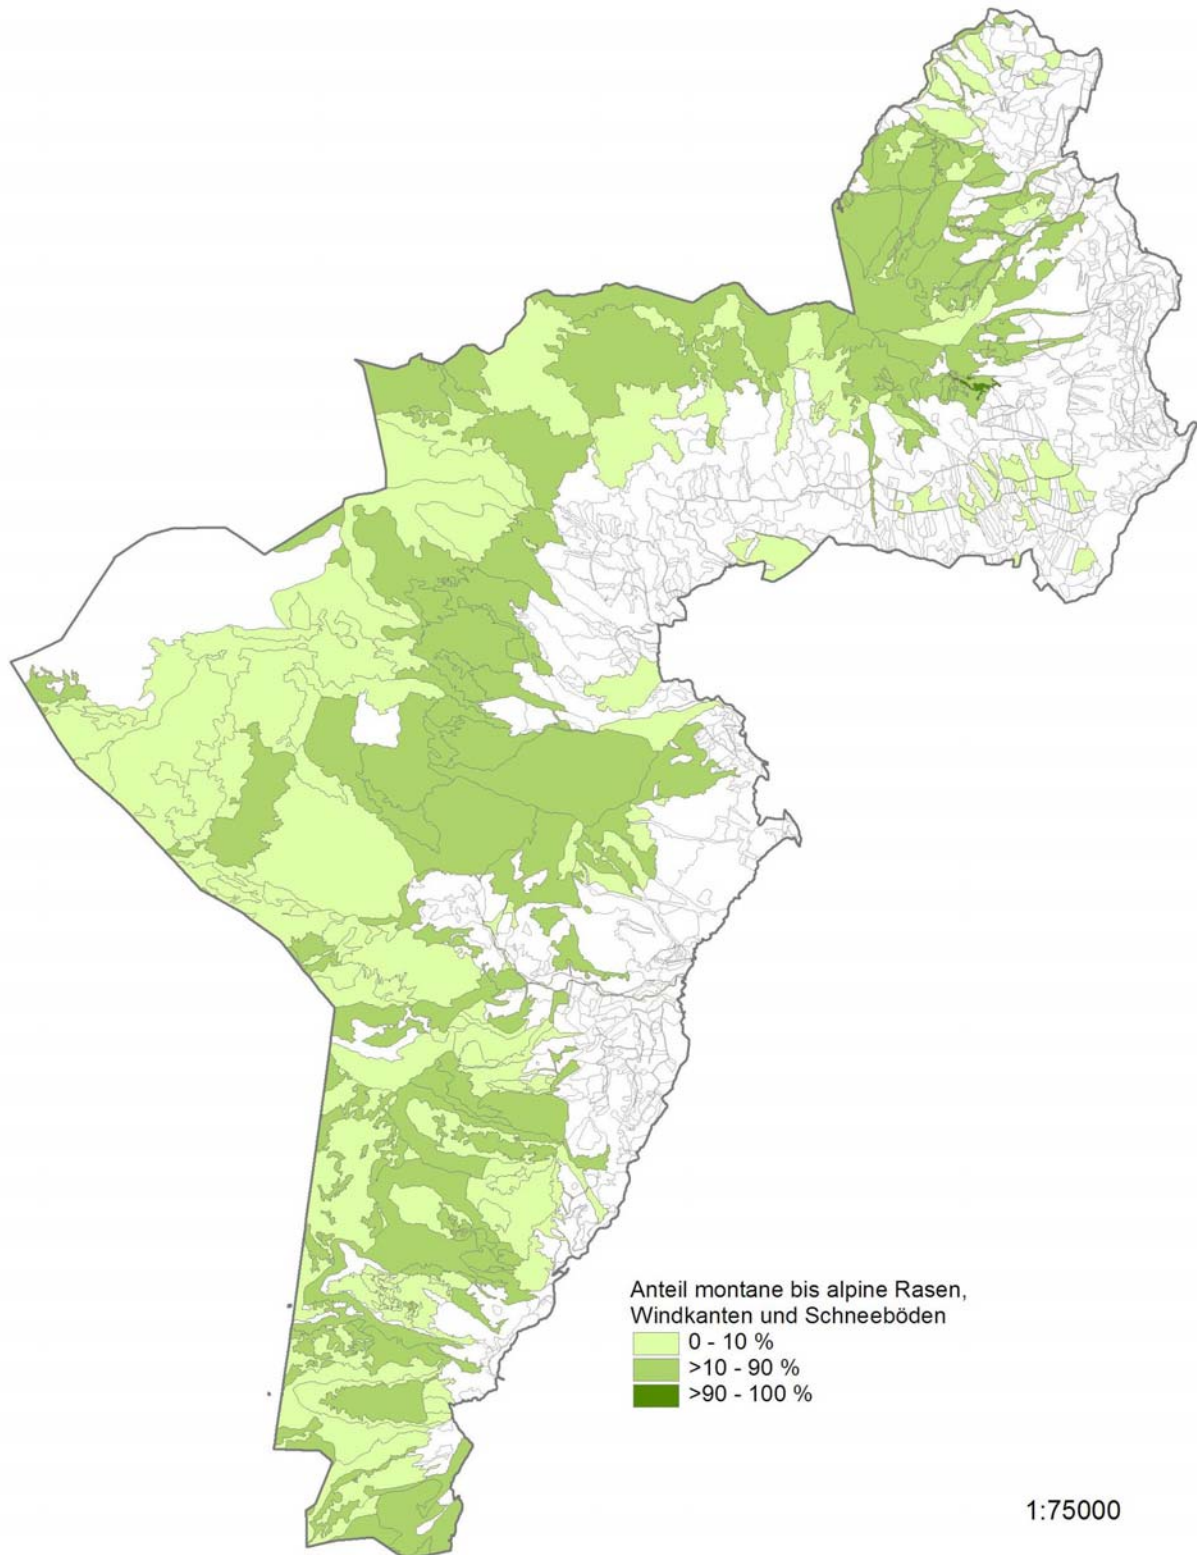 Anteil montane bis alpine Rasen,
Windkanten und Schneeböden
0 - 10 %
>10 - 90 %
>90 - 100 %
1:75000